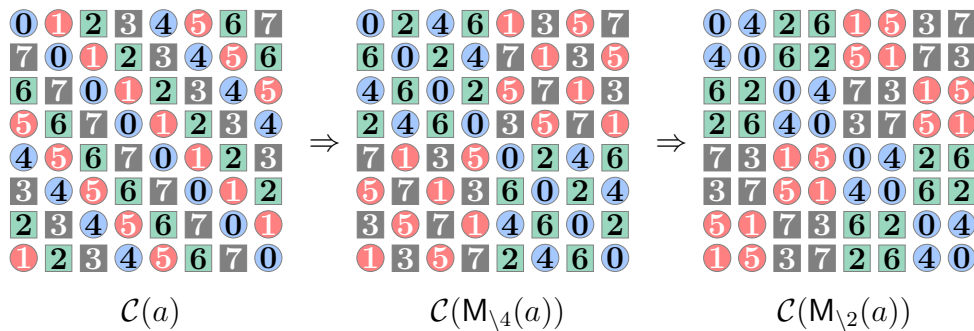 0 1 2 3 4 5 6 7 0 2 4 6 1 3 5 7 0 4 2 6 1 5 3 7
7 0 1 2 3 4 5 6 6 0 2 4 7 1 3 5 4 0 6 2 5 1 7 3
6 7 0 1 2 3 4 5 4 6 0 2 5 7 1 3 6 2 0 4 7 3 1 5
5 6 7 0 1 2 3 4 ⇒ 2 4 6 0 3 5 7 1 ⇒ 2 6 4 0 3 7 5 1
4 5 6 7 0 1 2 3 7 1 3 5 0 2 4 6 7 3 1 5 0 4 2 6
3 4 5 6 7 0 1 2 5 7 1 3 6 0 2 4 3 7 5 1 4 0 6 2
2 3 4 5 6 7 0 1 3 5 7 1 4 6 0 2 5 1 7 3 6 2 0 4
1 2 3 4 5 6 7 0 1 3 5 7 2 4 6 0 1 5 3 7 2 6 4 0
𝒞(a) 𝒞(M\4(a)) 𝒞(M\2(a))